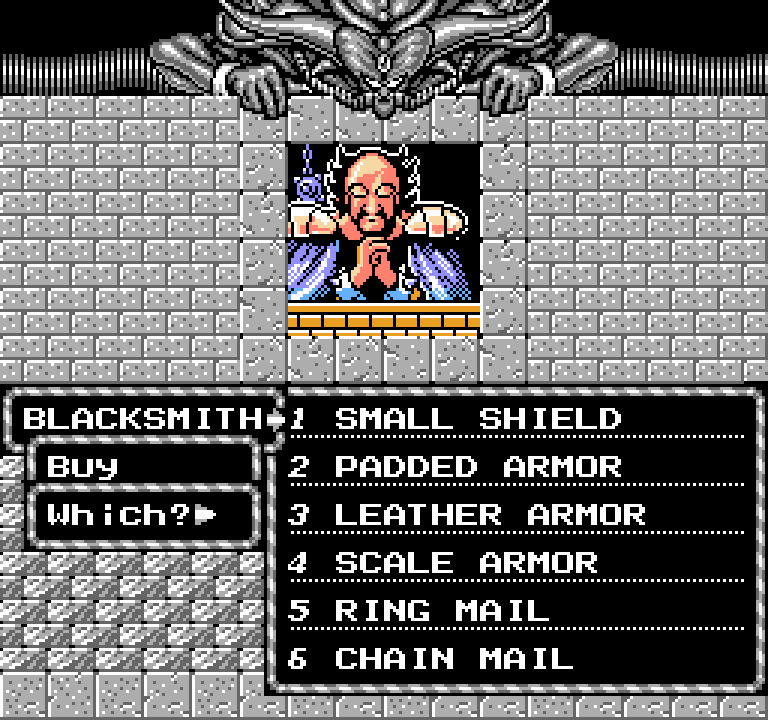 BLACKSMITH
Buy
Which?
1 SMALL SHIELD
2 PADDED ARMOR
3 LEATHER ARMOR
4 SCALE ARMOR
5 RING MAIL
6 CHAIN MAIL